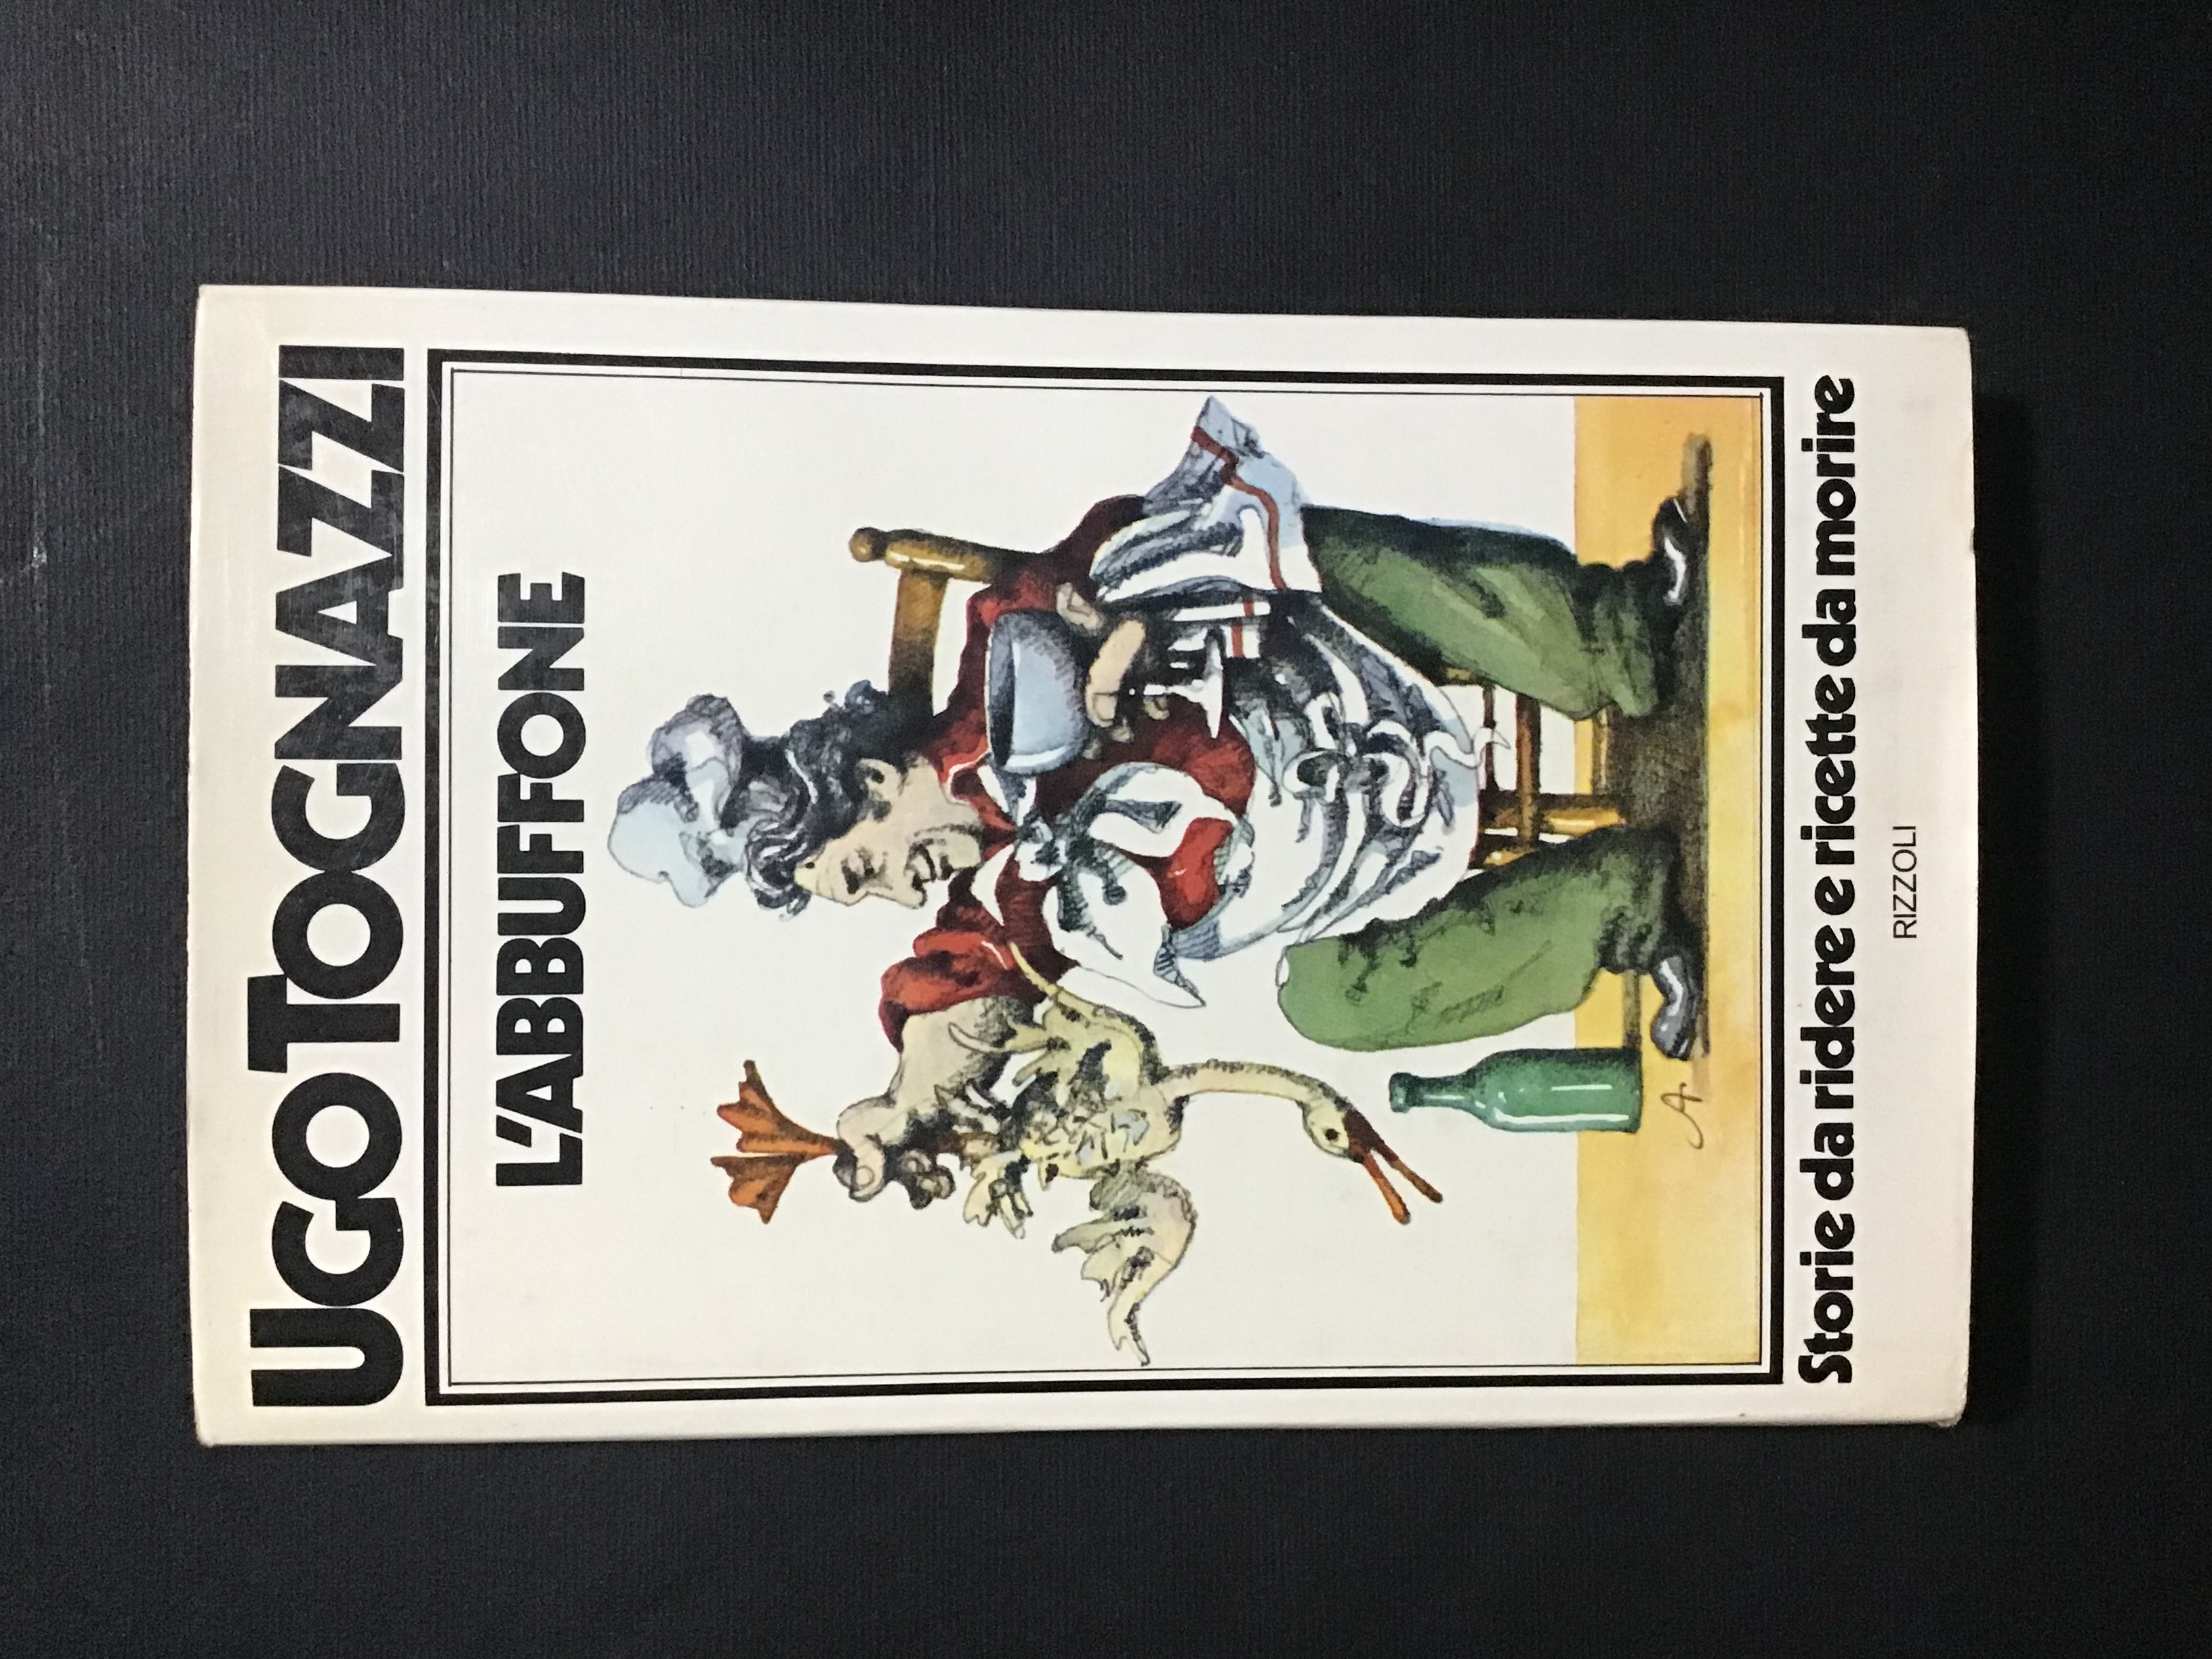 UGO TOGNAZZI
L'ABBUFFONE
A
Storie da ridere e ricette da morire
RIZZOLI